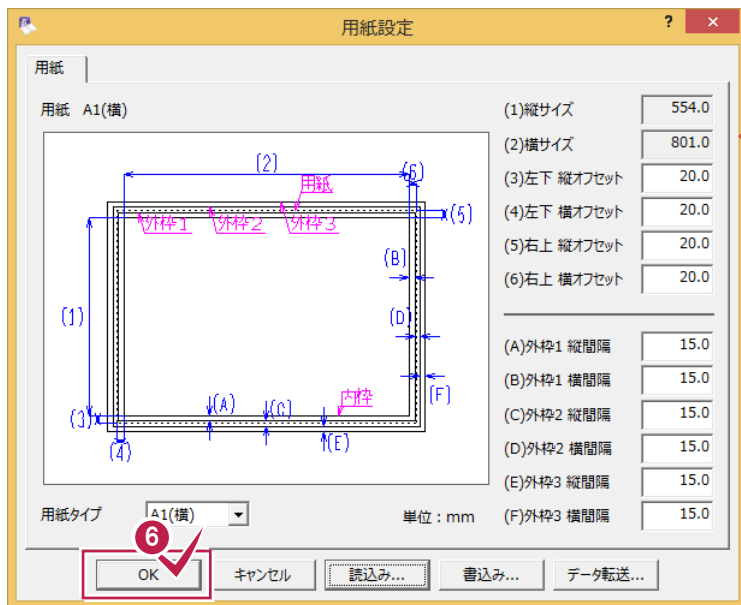 用紙設定
? ×
用紙
用紙 A1(横)
(2)
(6)
用紙
外枠1 外枠2 外枠3
(5)
(B)
(1)
(D)
内枠
(F)
(A)
(C)
(3)
(4)
(E)
(1)縦サイズ 554.0
(2)横サイズ 801.0
(3)左下 縦オフセット 20.0
(4)左下 横オフセット 20.0
(5)右上 縦オフセット 20.0
(6)右上 横オフセット 20.0
(A)外枠1 縦間隔 15.0
(B)外枠1 横間隔 15.0
(C)外枠2 縦間隔 15.0
(D)外枠2 横間隔 15.0
(E)外枠3 縦間隔 15.0
(F)外枠3 横間隔 15.0
用紙タイプ A1(横) 単位：mm
6
OK キャンセル 読込み... 書込み... データ転送...